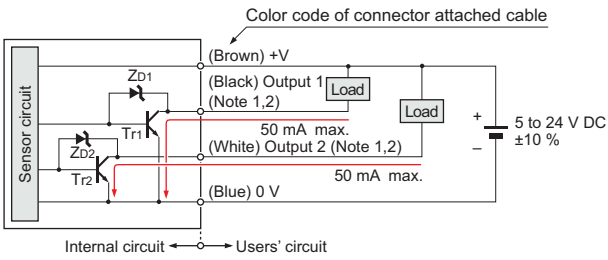 Color code of connector attached cable
(Brown) +V
(Black) Output 1
(Note 1,2)
Load
Load
ZD1
Tr1
50 mA max.
+
5 to 24 V DC
±10 %
–
Sensor circuit
ZD2
Tr2
(White) Output 2 (Note 1,2)
50 mA max.
(Blue) 0 V
Internal circuit
Users' circuit